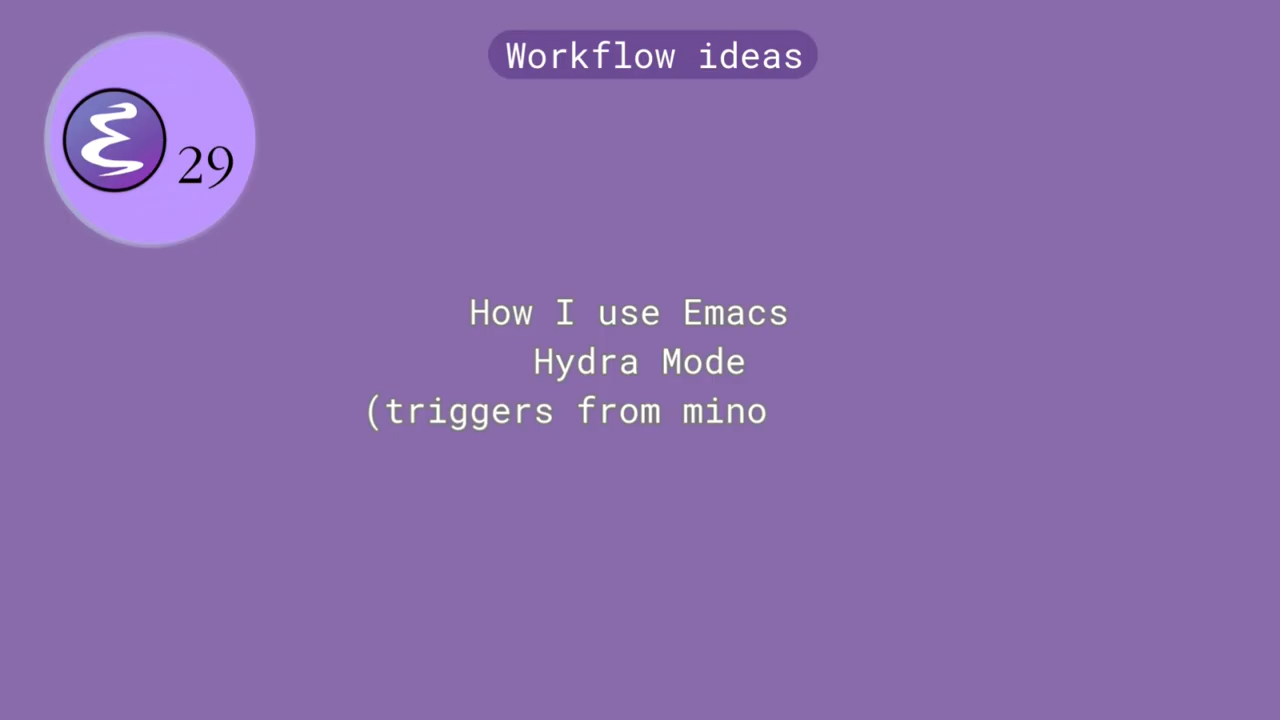 Workflow ideas
29
How I use Emacs
Hydra Mode
(triggers from mino